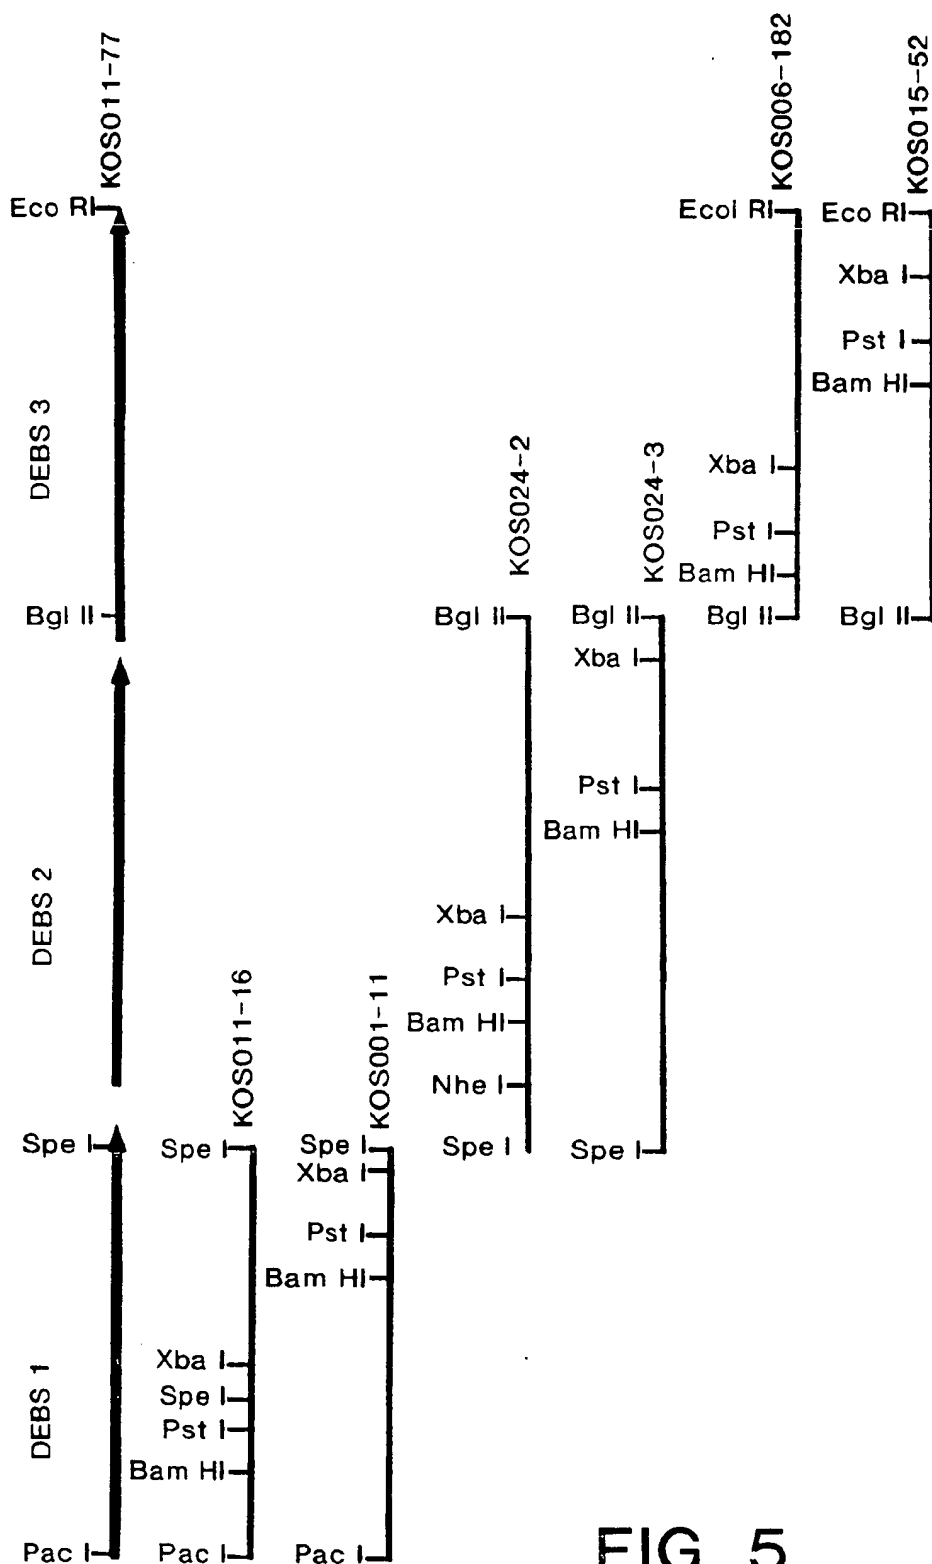 KOS011-77
Eco RI
DEBS 3
Bgl II
DEBS 2
Spe I
DEBS 1
Pac I
KOS011-16
Spe I
Xba I
Spe I
Pst I
Bam HI
Pac I
KOS001-11
Spe I
Xba I
Pst I
Bam HI
Pac I
KOS024-2
Bgl II
Xba I
Pst I
Bam HI
Nhe I
Spe I
KOS024-3
Bgl II
Xba I
Pst I
Bam HI
Spe I
KOS006-182
EcoI RI
Xba I
Pst I
Bam HI
Bgl II
KOS015-52
Eco RI
Xba I
Pst I
Bam HI
Bgl II
FIG. 5